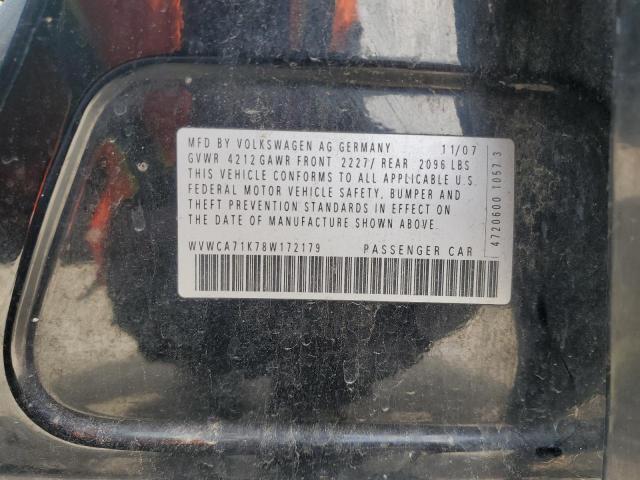 MFD BY VOLKSWAGEN AG GERMANY 11/07
GVWR 4212 GAWR FRONT 2227/ REAR 2096 LBS
THIS VEHICLE CONFORMS TO ALL APPLICABLE U.S.
FEDERAL MOTOR VEHICLE SAFETY, BUMPER AND
THEFT PREVENTION STANDARDS IN EFFECT ON
THE DATE OF MANUFACTURE SHOWN ABOVE.
WVWCA71K78W172179 PASSENGER CAR
4720600 1057 3